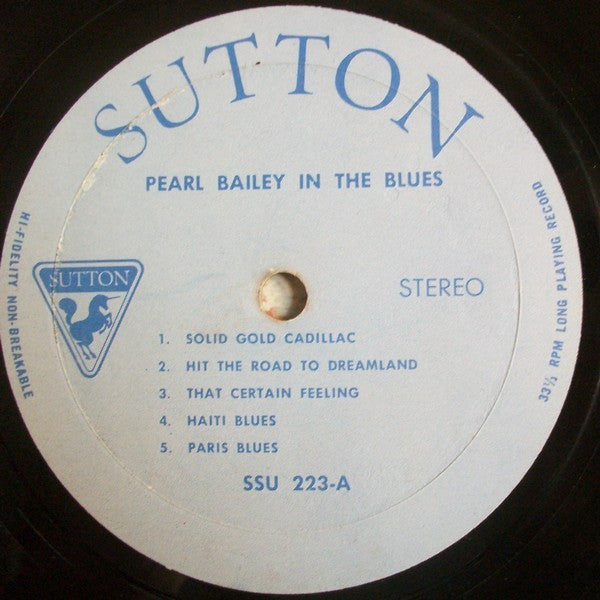 SUTTON
PEARL BAILEY IN THE BLUES
HI-FIDELITY NON-BREAKABLE
SUTTON
STEREO
33⅓ RPM LONG PLAYING RECORD
1. SOLID GOLD CADILLAC
2. HIT THE ROAD TO DREAMLAND
3. THAT CERTAIN FEELING
4. HAITI BLUES
5. PARIS BLUES
SSU 223-A